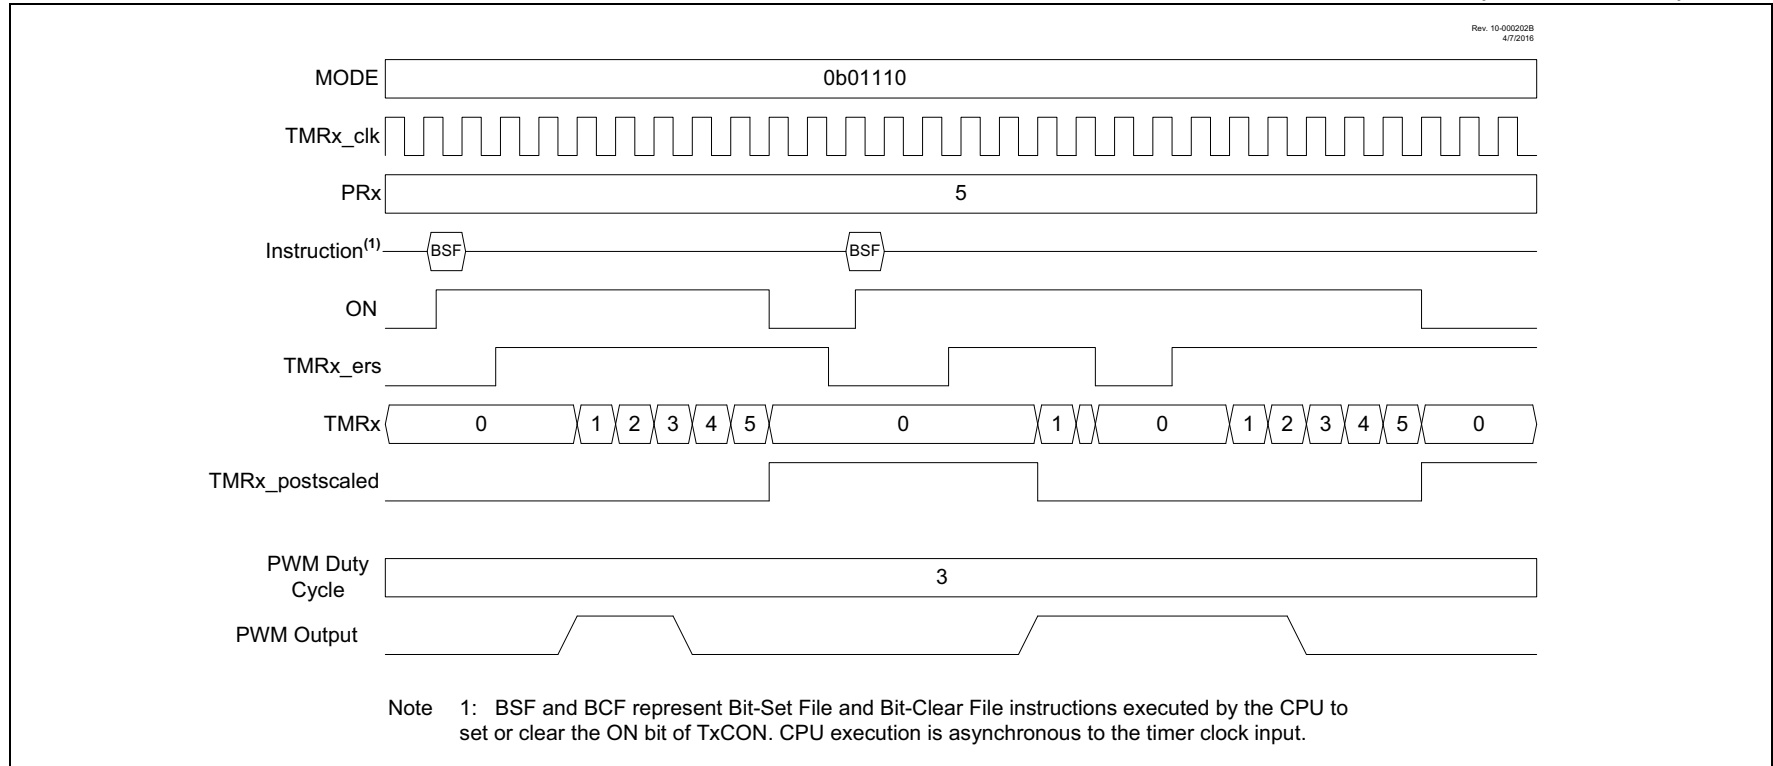 Rev. 10-000202B
4/7/2016
MODE 0b01110
TMRx_clk
PRx 5
Instruction(1) BSF BSF
ON
TMRx_ers
TMRx 0 1 2 3 4 5 0 1 0 1 2 3 4 5 0
TMRx_postscaled
PWM Duty
Cycle 3
PWM Output
Note 1: BSF and BCF represent Bit-Set File and Bit-Clear File instructions executed by the CPU to
set or clear the ON bit of TxCON. CPU execution is asynchronous to the timer clock input.